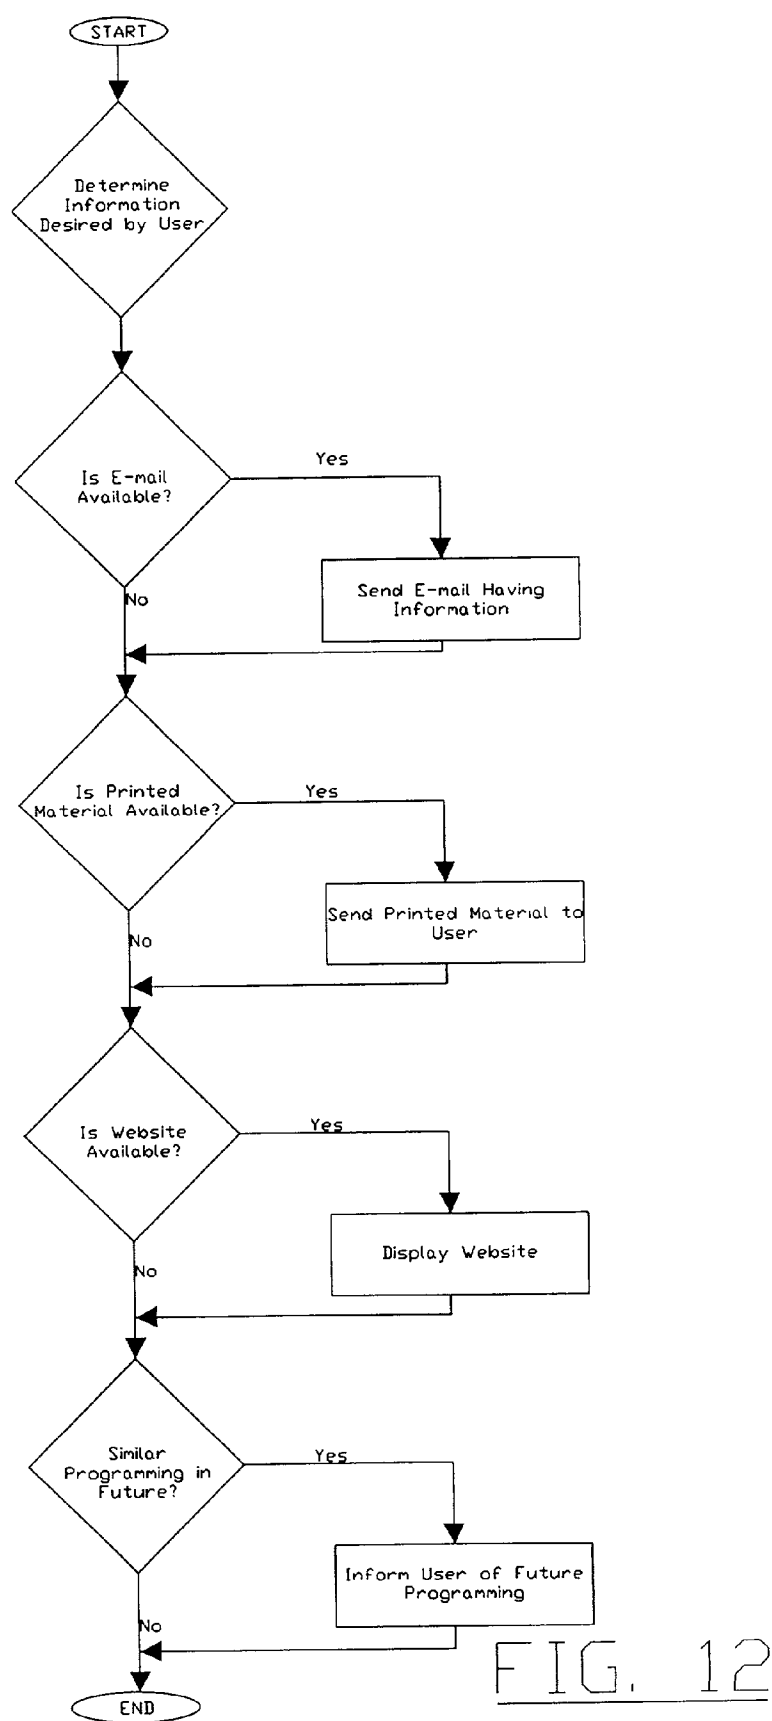 START
Determine
Information
Desired by User
Is E-mail
Available?
Yes
No
Send E-mail Having
Information
Is Printed
Material Available?
Yes
No
Send Printed Material to
User
Is Website
Available?
Yes
No
Display Website
Similar
Programming in
Future?
Yes
No
Inform User of Future
Programming
END
FIG. 12